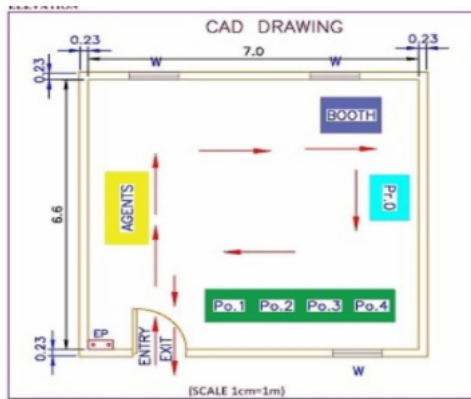 ELEVATION
CAD DRAWING
0.23
7.0
0.23
0.23
W
W
BOOTH
AGENTS
Pr.O
6.6
Po.1 Po.2 Po.3 Po.4
EP
0.23
ENTRY
EXIT
W
(SCALE 1cm=1m)